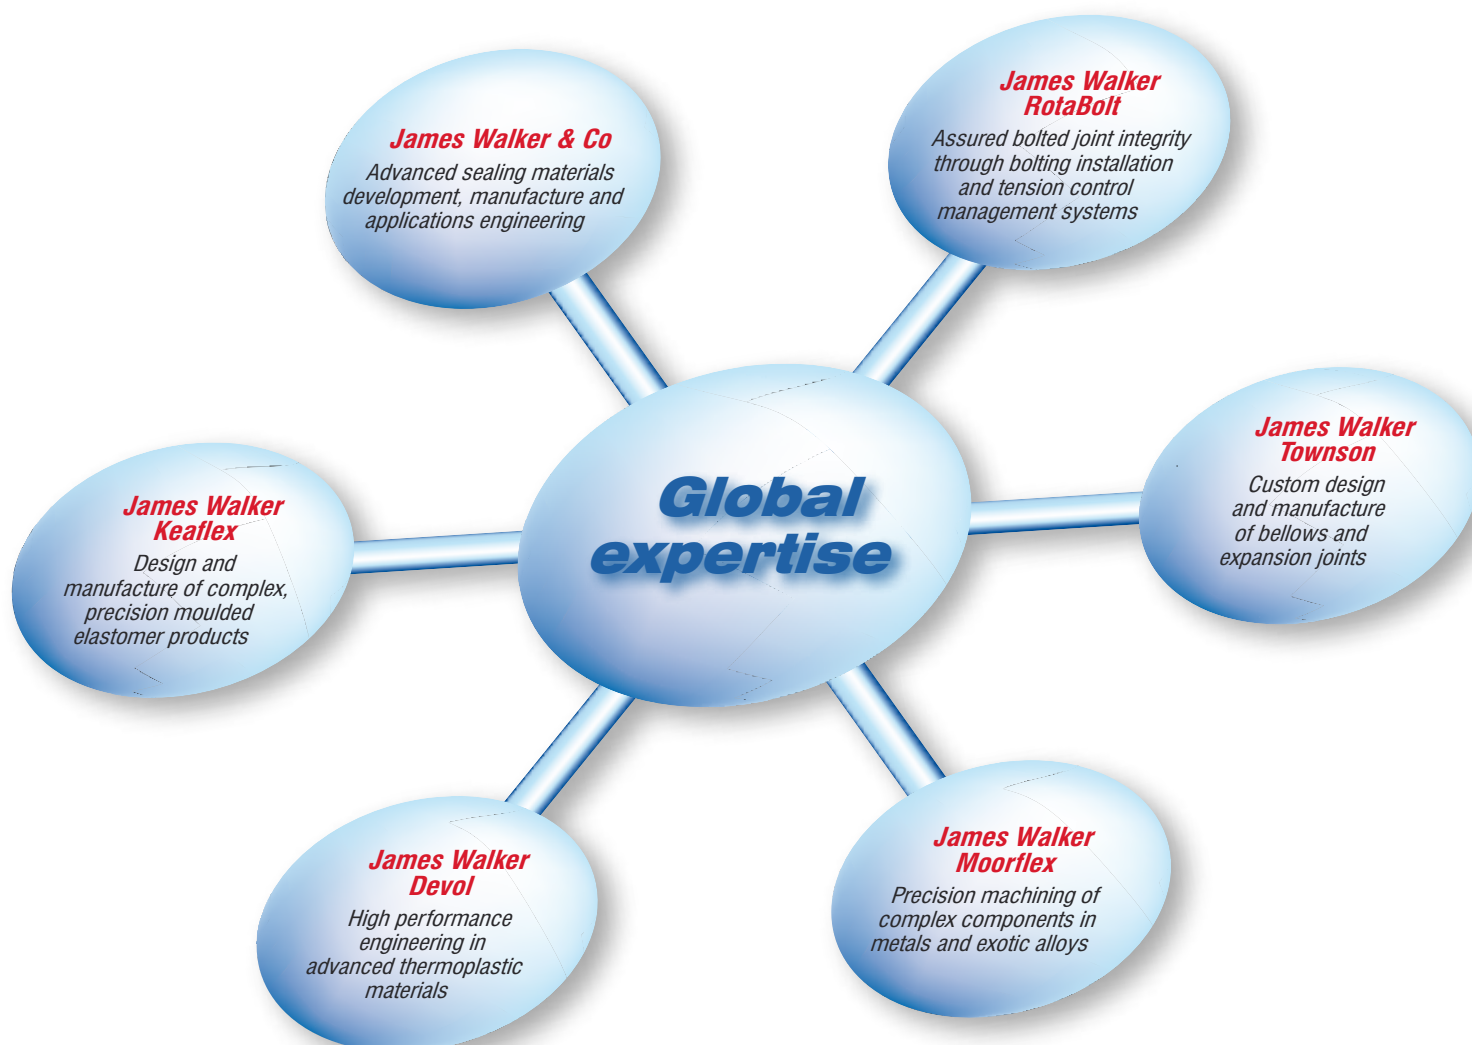 James Walker & Co
Advanced sealing materials
development, manufacture and
applications engineering
James Walker
RotaBolt
Assured bolted joint integrity
through bolting installation
and tension control
management systems
Global
expertise
James Walker
Townson
Custom design
and manufacture
of bellows and
expansion joints
James Walker
Keaflex
Design and
manufacture of complex,
precision moulded
elastomer products
James Walker
Devol
High performance
engineering in
advanced thermoplastic
materials
James Walker
Moorflex
Precision machining of
complex components in
metals and exotic alloys